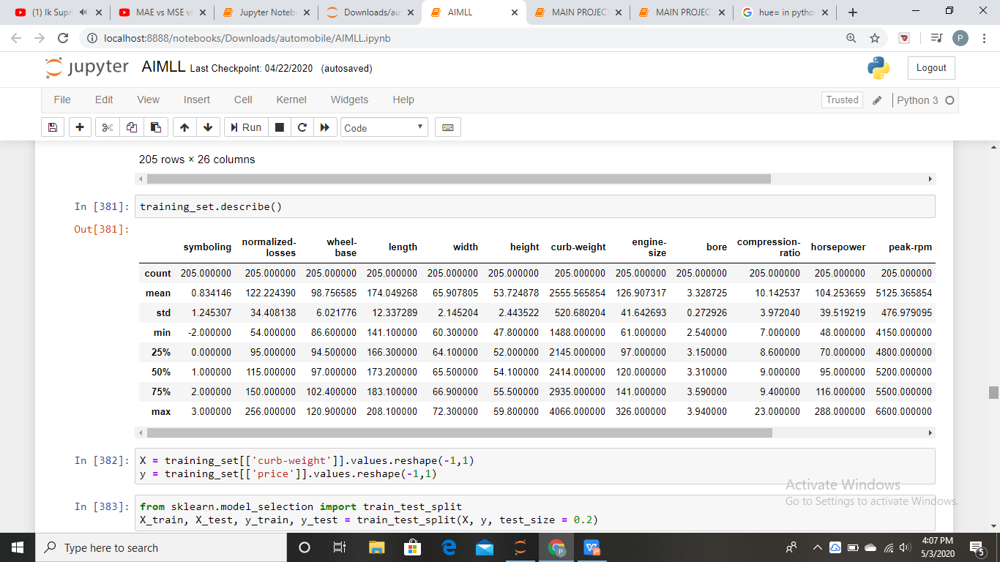 (1) Ik Supn
MAE vs MSE vs
Jupyter Noteb
Downloads/au
AIMLL
MAIN PROJECT
MAIN PROJEC
hue= in pytho
localhost:8888/notebooks/Downloads/automobile/AIMLL.ipynb
P
jupyter AIMLL Last Checkpoint: 04/22/2020 (autosaved)
Logout
File Edit View Insert Cell Kernel Widgets Help
Trusted
Python 3
Run
Code
205 rows × 26 columns
In [381]: training_set.describe()
Out[381]:
symboling normalized-losses wheel-base length width height curb-weight engine-size bore compression-ratio horsepower peak-rpm
count 205.000000 205.000000 205.000000 205.000000 205.000000 205.000000 205.000000 205.000000 205.000000 205.000000 205.000000 205.000000
mean 0.834146 122.224390 98.756585 174.049268 65.907805 53.724878 2555.565854 126.907317 3.328725 10.142537 104.253659 5125.365854
std 1.245307 34.408138 6.021776 12.337289 2.145204 2.443522 520.680204 41.642693 0.272926 3.972040 39.519219 476.979095
min -2.000000 54.000000 86.600000 141.100000 60.300000 47.800000 1488.000000 61.000000 2.540000 7.000000 48.000000 4150.000000
25% 0.000000 95.000000 94.500000 166.300000 64.100000 52.000000 2145.000000 97.000000 3.150000 8.600000 70.000000 4800.000000
50% 1.000000 115.000000 97.000000 173.200000 65.500000 54.100000 2414.000000 120.000000 3.310000 9.000000 95.000000 5200.000000
75% 2.000000 150.000000 102.400000 183.100000 66.900000 55.500000 2935.000000 141.000000 3.590000 9.400000 116.000000 5500.000000
max 3.000000 256.000000 120.900000 208.100000 72.300000 59.800000 4066.000000 326.000000 3.940000 23.000000 288.000000 6600.000000
In [382]: X = training_set[['curb-weight']].values.reshape(-1,1)
y = training_set[['price']].values.reshape(-1,1)
Activate Windows
Go to Settings to activate Windows.
In [383]: from sklearn.model_selection import train_test_split
X_train, X_test, y_train, y_test = train_test_split(X, y, test_size = 0.2)
Type here to search
4:07 PM
5/3/2020
5